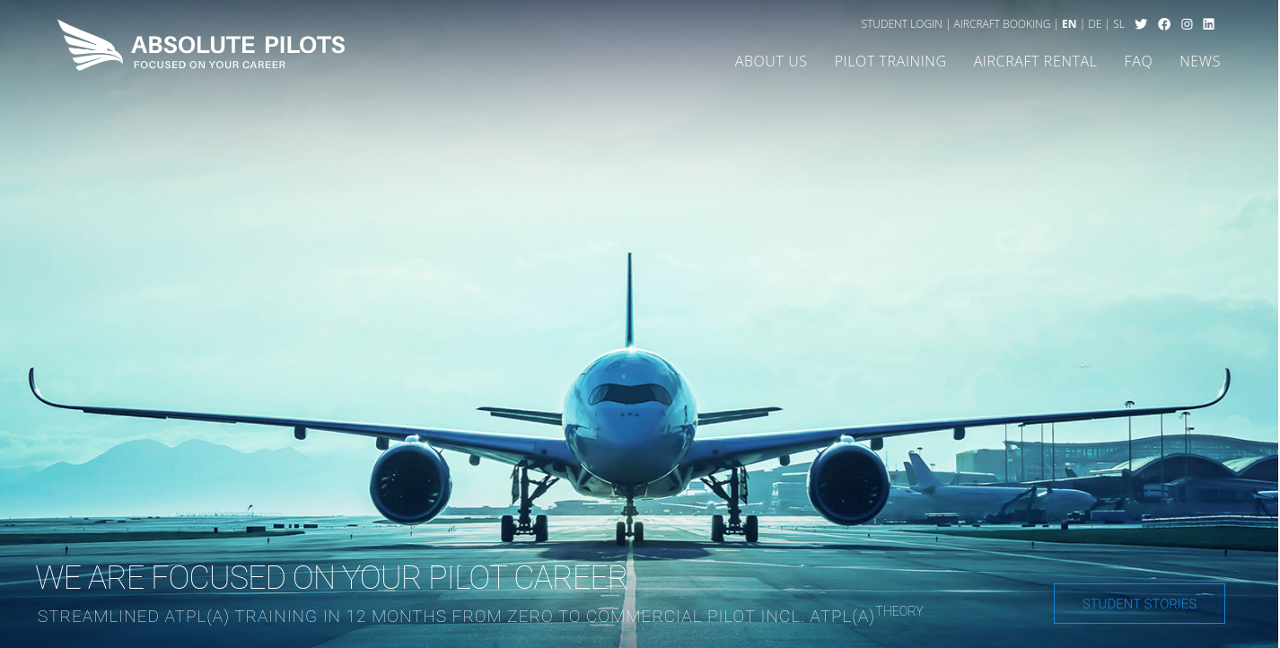 STUDENT LOGIN | AIRCRAFT BOOKING | EN | DE | SL
ABSOLUTE PILOTS
FOCUSED ON YOUR CAREER
ABOUT US PILOT TRAINING AIRCRAFT RENTAL FAQ NEWS
WE ARE FOCUSED ON YOUR PILOT CAREER
STREAMLINED ATPL(A) TRAINING IN 12 MONTHS FROM ZERO TO COMMERCIAL PILOT INCL. ATPL(A)THEORY
STUDENT STORIES